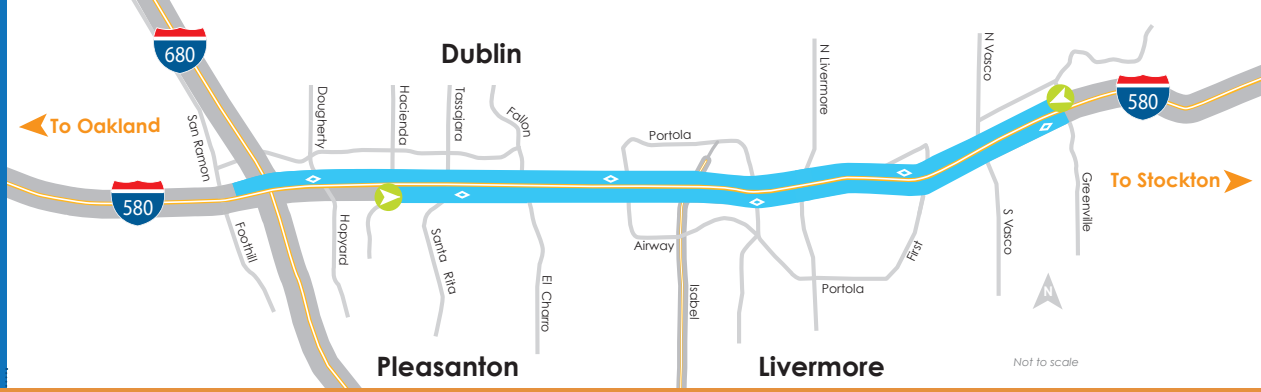 680
Dublin
To Oakland
San Ramon
Dougherty
Hacienda
Tassajara
Fallon
Portola
N Livermore
N Vasco
580
To Stockton
580
Foothill
Hopyard
Santa Rita
El Charro
Airway
Isabel
First
Portola
S Vasco
Greenville
N
Pleasanton
Livermore
Not to scale